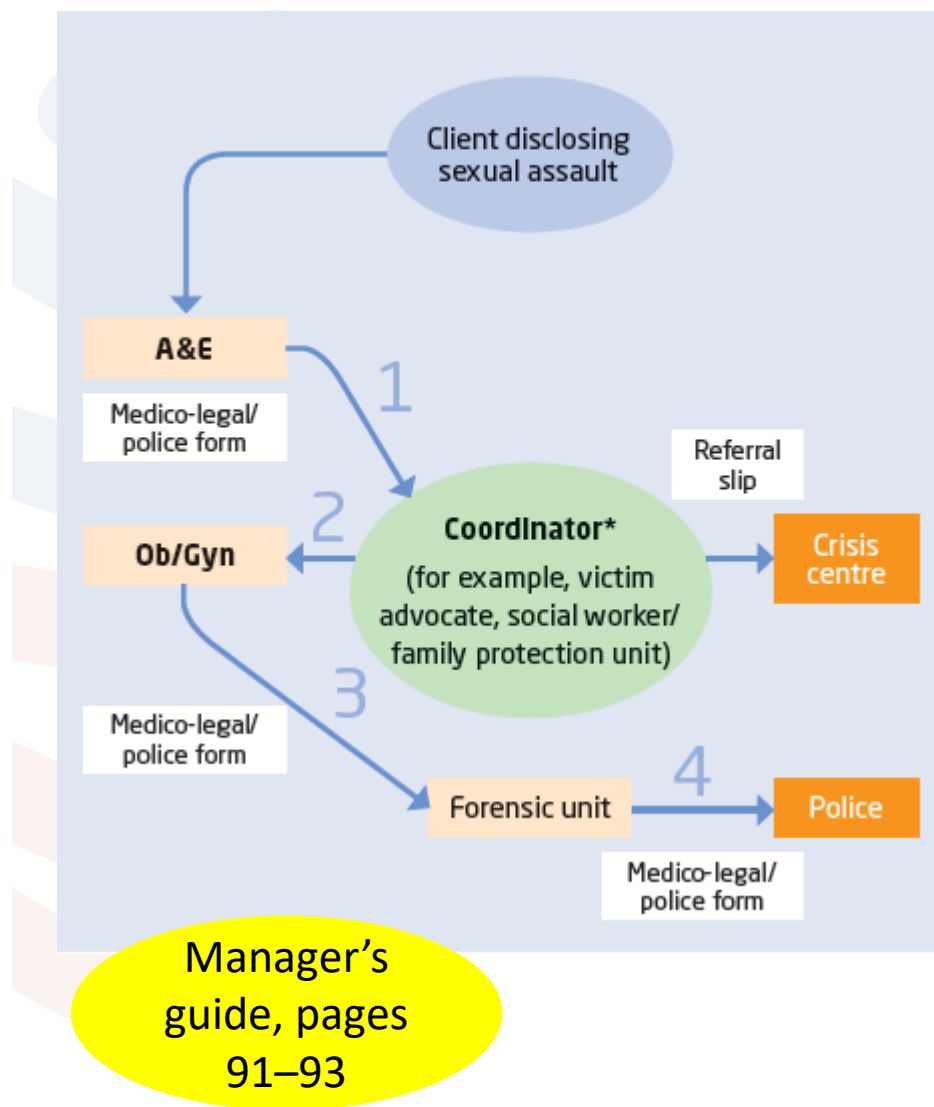 Client disclosing
sexual assault
A&E
Medico-legal/
police form
1
Referral
slip
2
Coordinator*
(for example, victim
advocate, social worker/
family protection unit)
Ob/Gyn
Crisis
centre
3
Medico-legal/
police form
4
Forensic unit
Police
Medico-legal/
police form
Manager’s
guide, pages
91–93